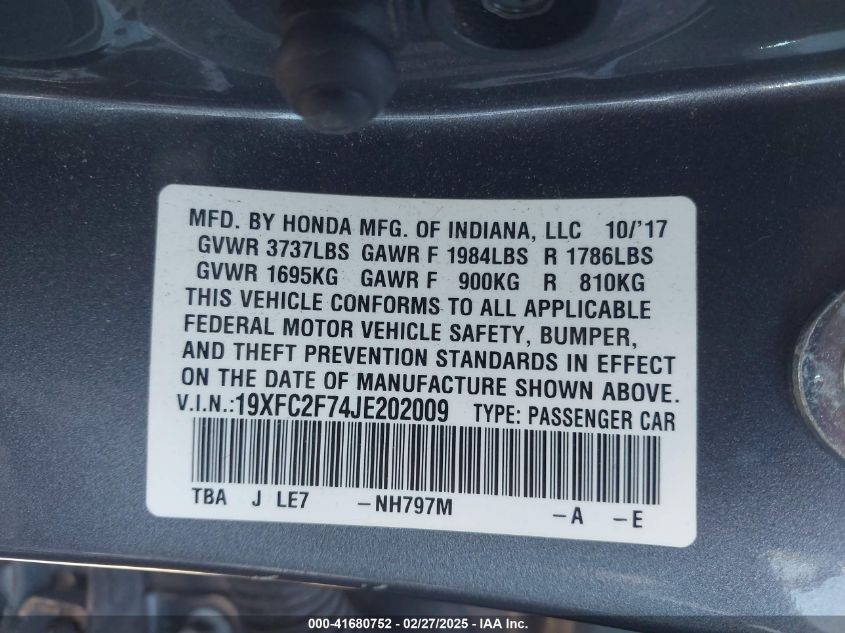 MFD. BY HONDA MFG. OF INDIANA, LLC 10/'17
GVWR 3737LBS GAWR F 1984LBS R 1786LBS
GVWR 1695KG GAWR F 900KG R 810KG
THIS VEHICLE CONFORMS TO ALL APPLICABLE
FEDERAL MOTOR VEHICLE SAFETY, BUMPER,
AND THEFT PREVENTION STANDARDS IN EFFECT
ON THE DATE OF MANUFACTURE SHOWN ABOVE.
V.I.N.:19XFC2F74JE202009 TYPE: PASSENGER CAR
TBA J LE7 -NH797M -A -E
000-41680752 - 02/27/2025 - IAA Inc.